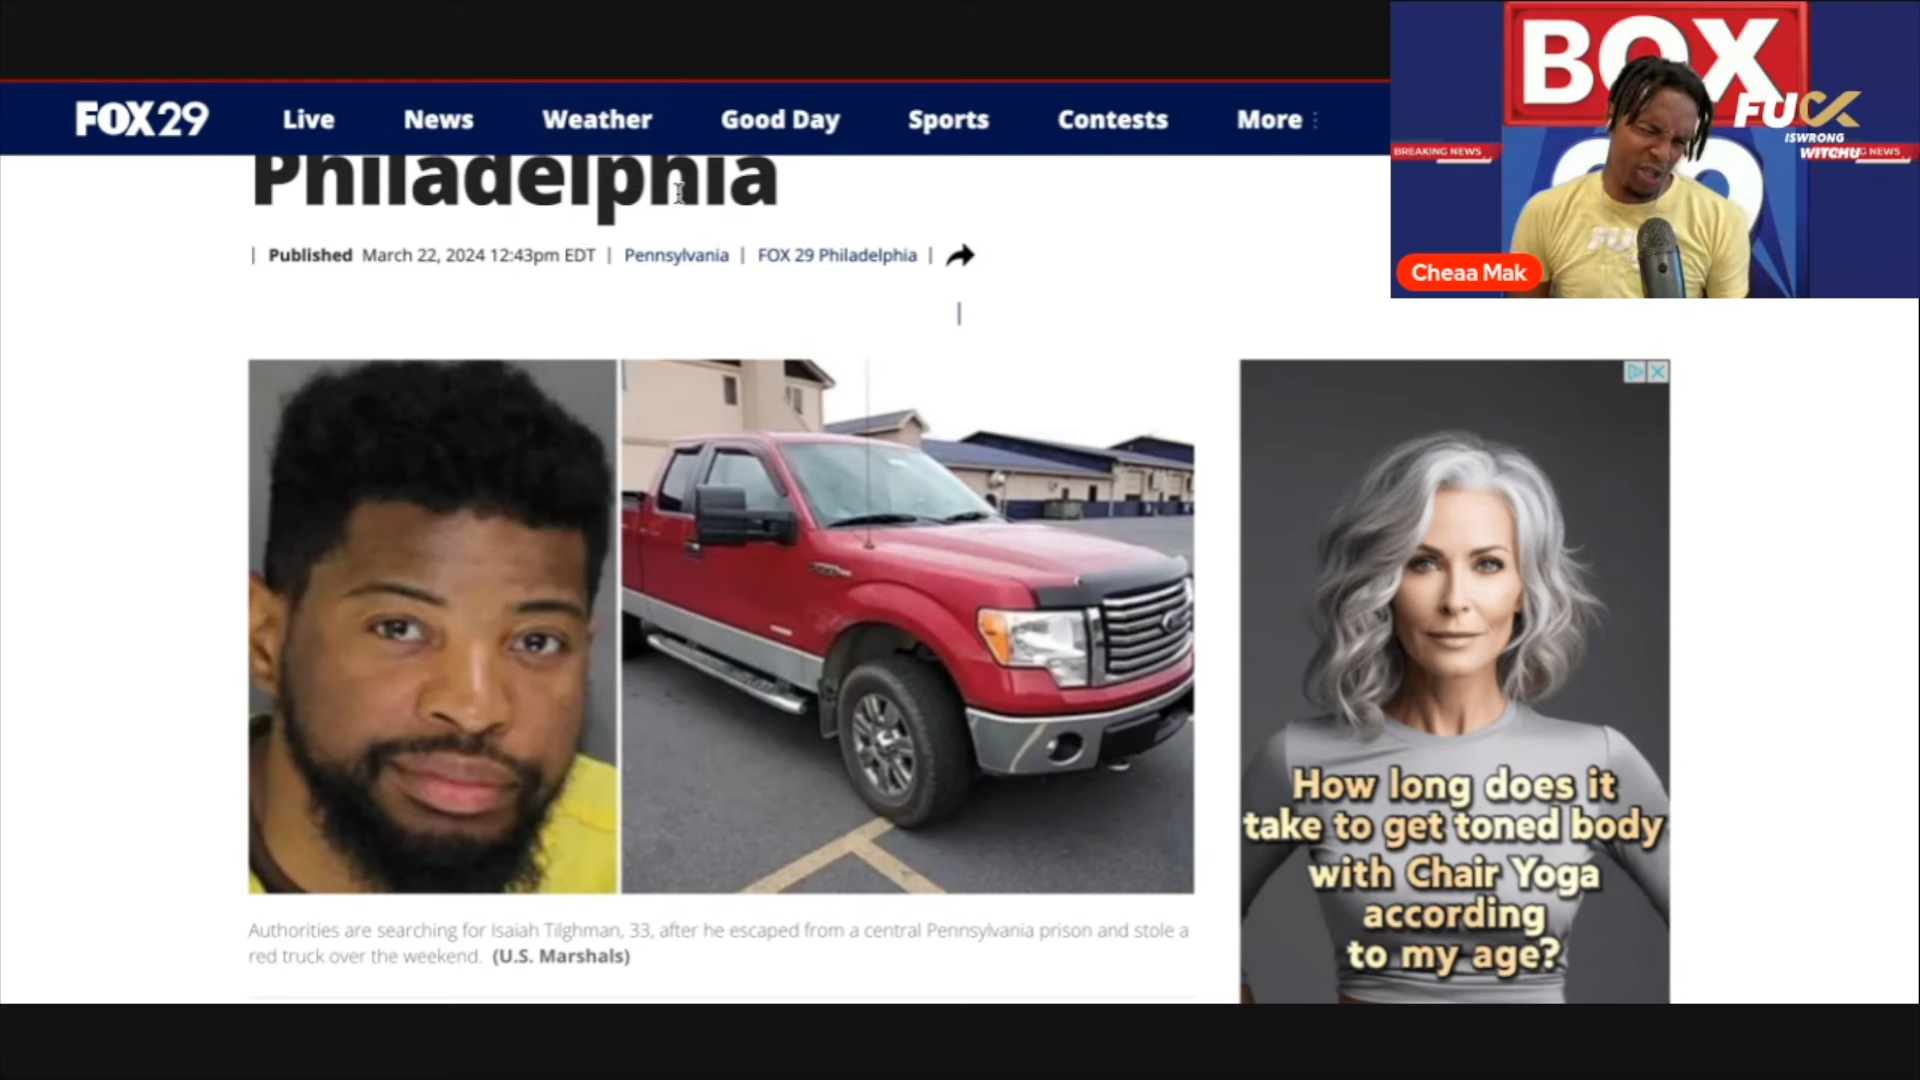 BOX
FUCK
ISWRONG
WITCHU
BREAKING NEWS
NEWS
Cheaa Mak
FOX 29
Live
News
Weather
Good Day
Sports
Contests
More
Philadelphia
| Published March 22, 2024 12:43pm EDT | Pennsylvania | FOX 29 Philadelphia |
Authorities are searching for Isaiah Tilghman, 33, after he escaped from a central Pennsylvania prison and stole a
red truck over the weekend. (U.S. Marshals)
How long does it
take to get toned body
with Chair Yoga
according
to my age?